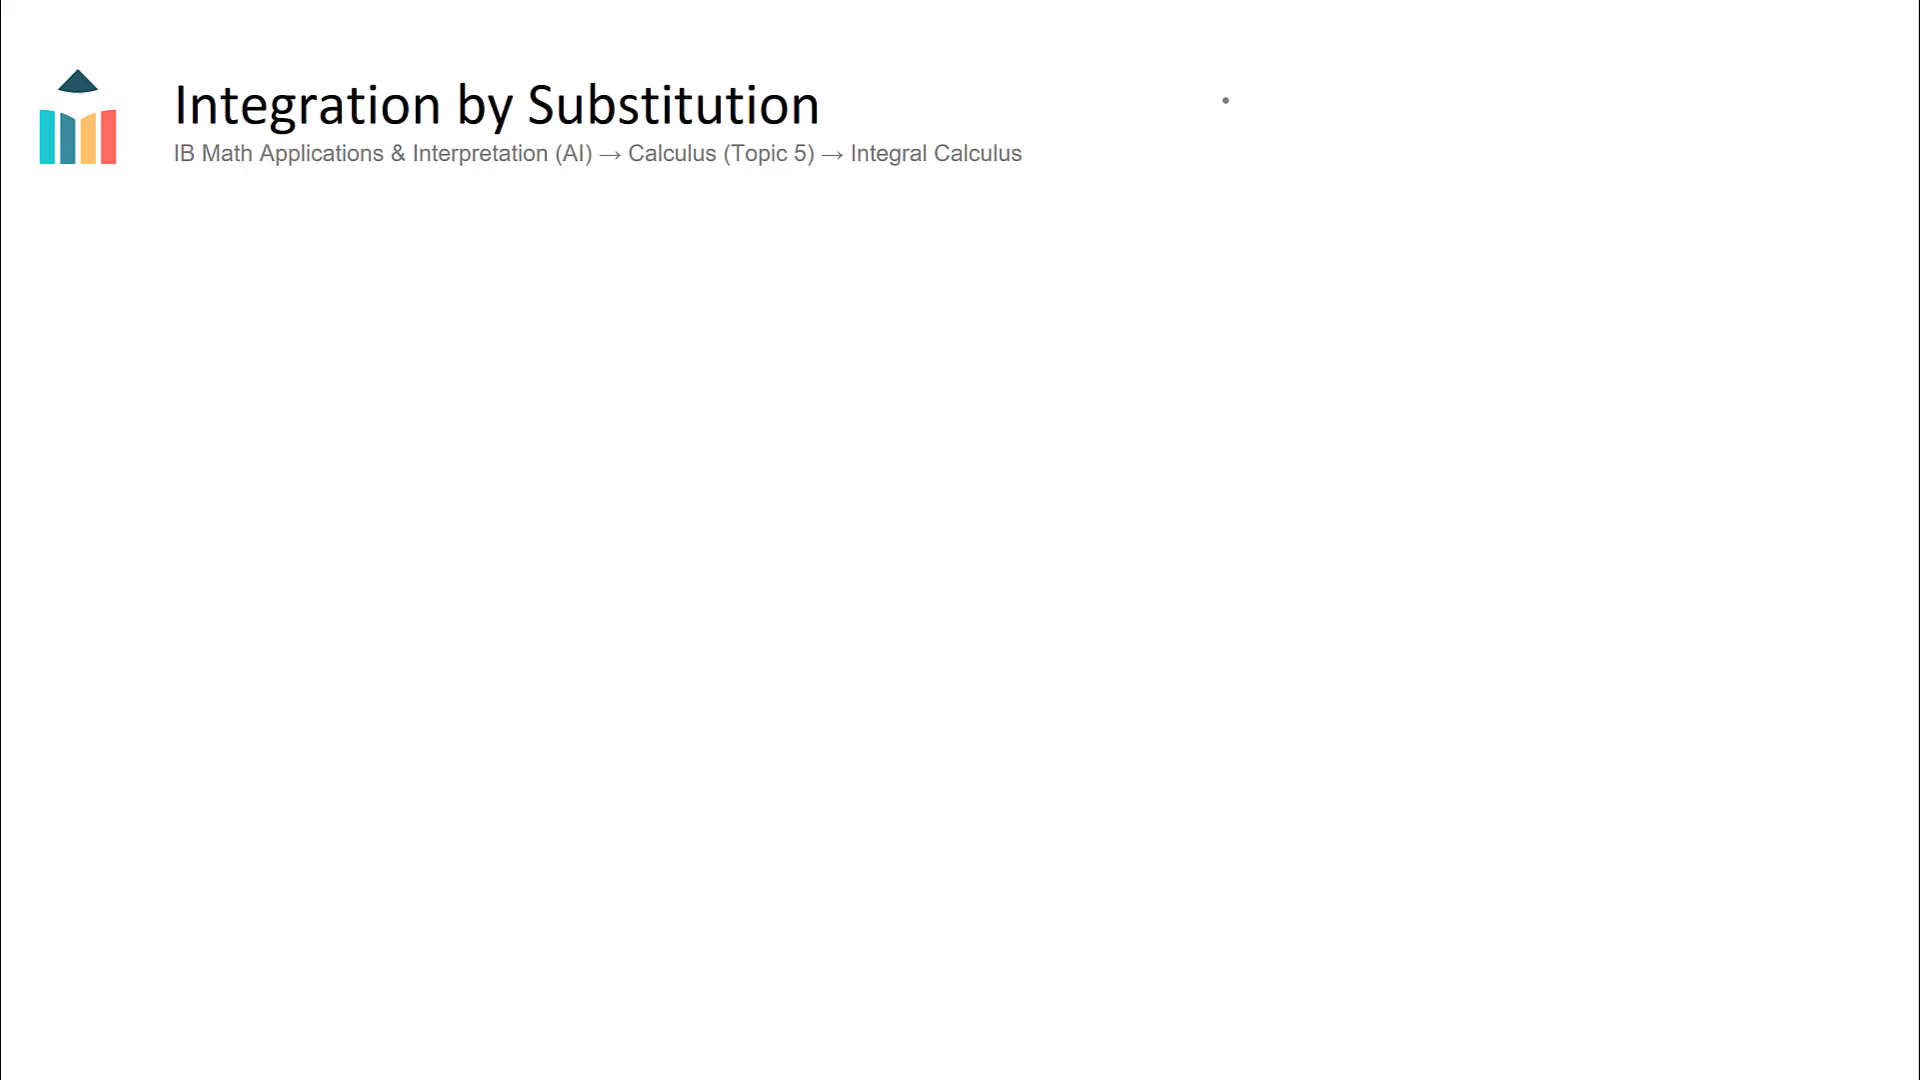 Integration by Substitution
IB Math Applications & Interpretation (AI) → Calculus (Topic 5) → Integral Calculus